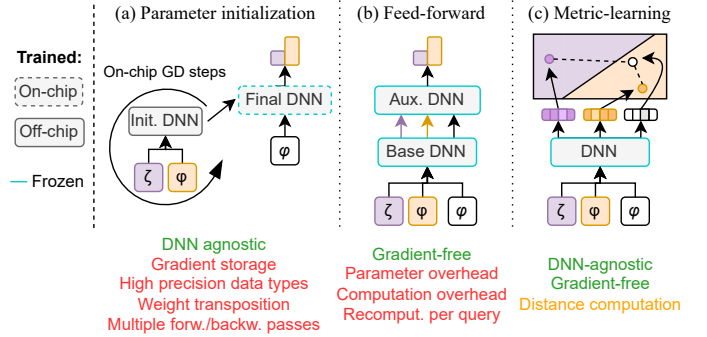 (a) Parameter initialization
(b) Feed-forward
(c) Metric-learning
Trained:
On-chip
Off-chip
Frozen
On-chip GD steps
Init. DNN
ζ
φ
Final DNN
φ
Aux. DNN
Base DNN
ζ
φ
φ
DNN
ζ
φ
φ
DNN agnostic
Gradient storage
High precision data types
Weight transposition
Multiple forw./backw. passes
Gradient-free
Parameter overhead
Computation overhead
Recomput. per query
DNN-agnostic
Gradient-free
Distance computation